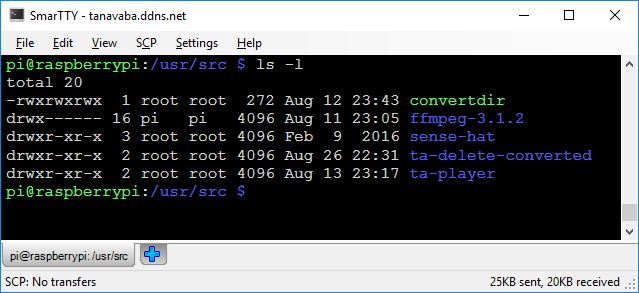 SmarTTY - tanavaba.ddns.net
File Edit View SCP Settings Help
pi@raspberrypi:/usr/src $ ls -l
total 20
-rwxrwxrwx  1 root root  272 Aug 12 23:43 convertdir
drwx------ 16 pi   pi   4096 Aug 11 23:05 ffmpeg-3.1.2
drwxr-xr-x  3 root root 4096 Feb  9  2016 sense-hat
drwxr-xr-x  2 root root 4096 Aug 26 22:31 ta-delete-converted
drwxr-xr-x  2 root root 4096 Aug 13 23:17 ta-player
pi@raspberrypi:/usr/src $
pi@raspberrypi: /usr/src
SCP: No transfers 25KB sent, 20KB received